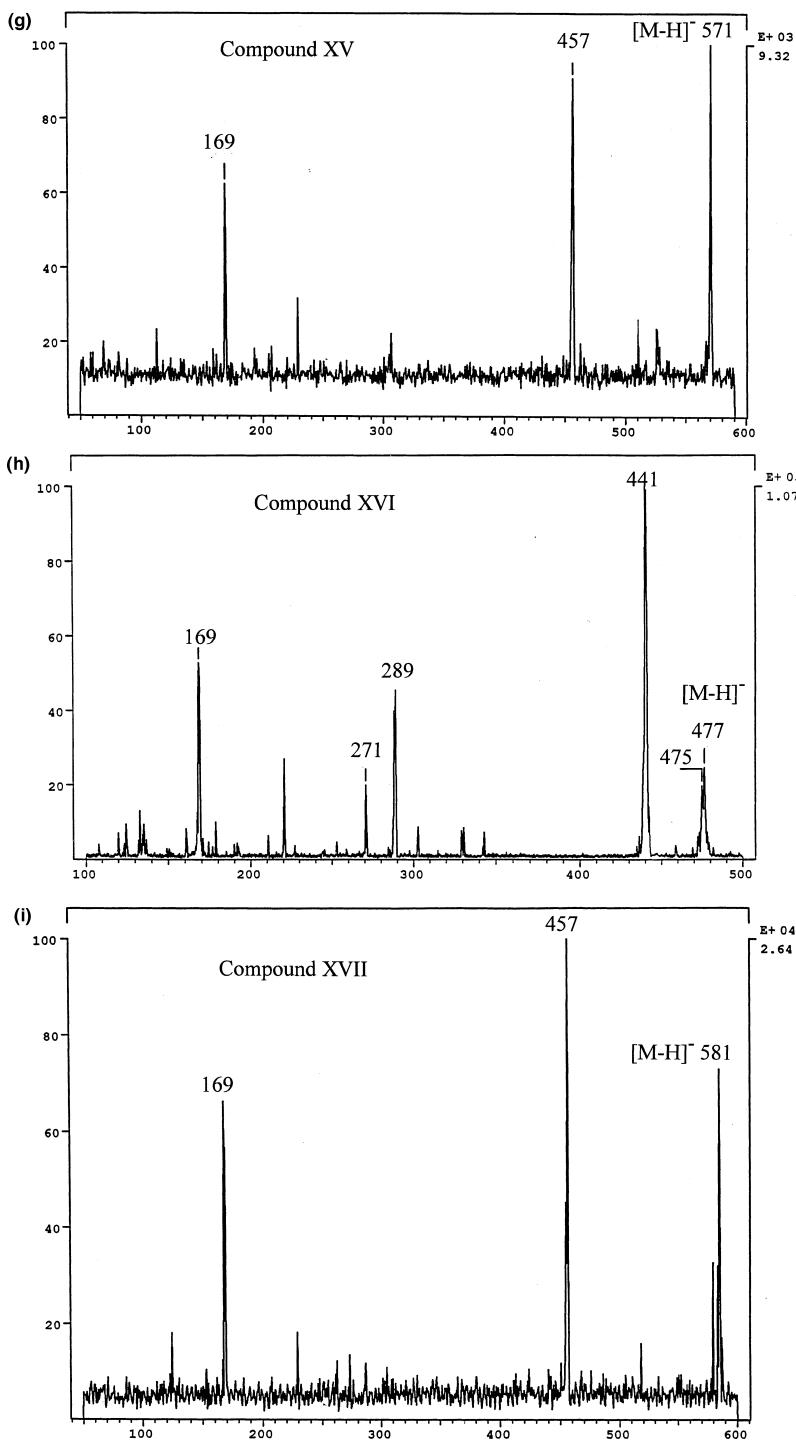 (g)
Compound XV
[M-H]⁻ 571
457
169
E+ 03
9.32
100
80
60
40
20
100 200 300 400 500 600
(h)
Compound XVI
441
169
289
271
[M-H]⁻
477
475
E+ 0
1.07
100
80
60
40
20
100 200 300 400 500
(i)
Compound XVII
457
[M-H]⁻ 581
169
E+ 04
2.64
100
80
60
40
20
100 200 300 400 500 600